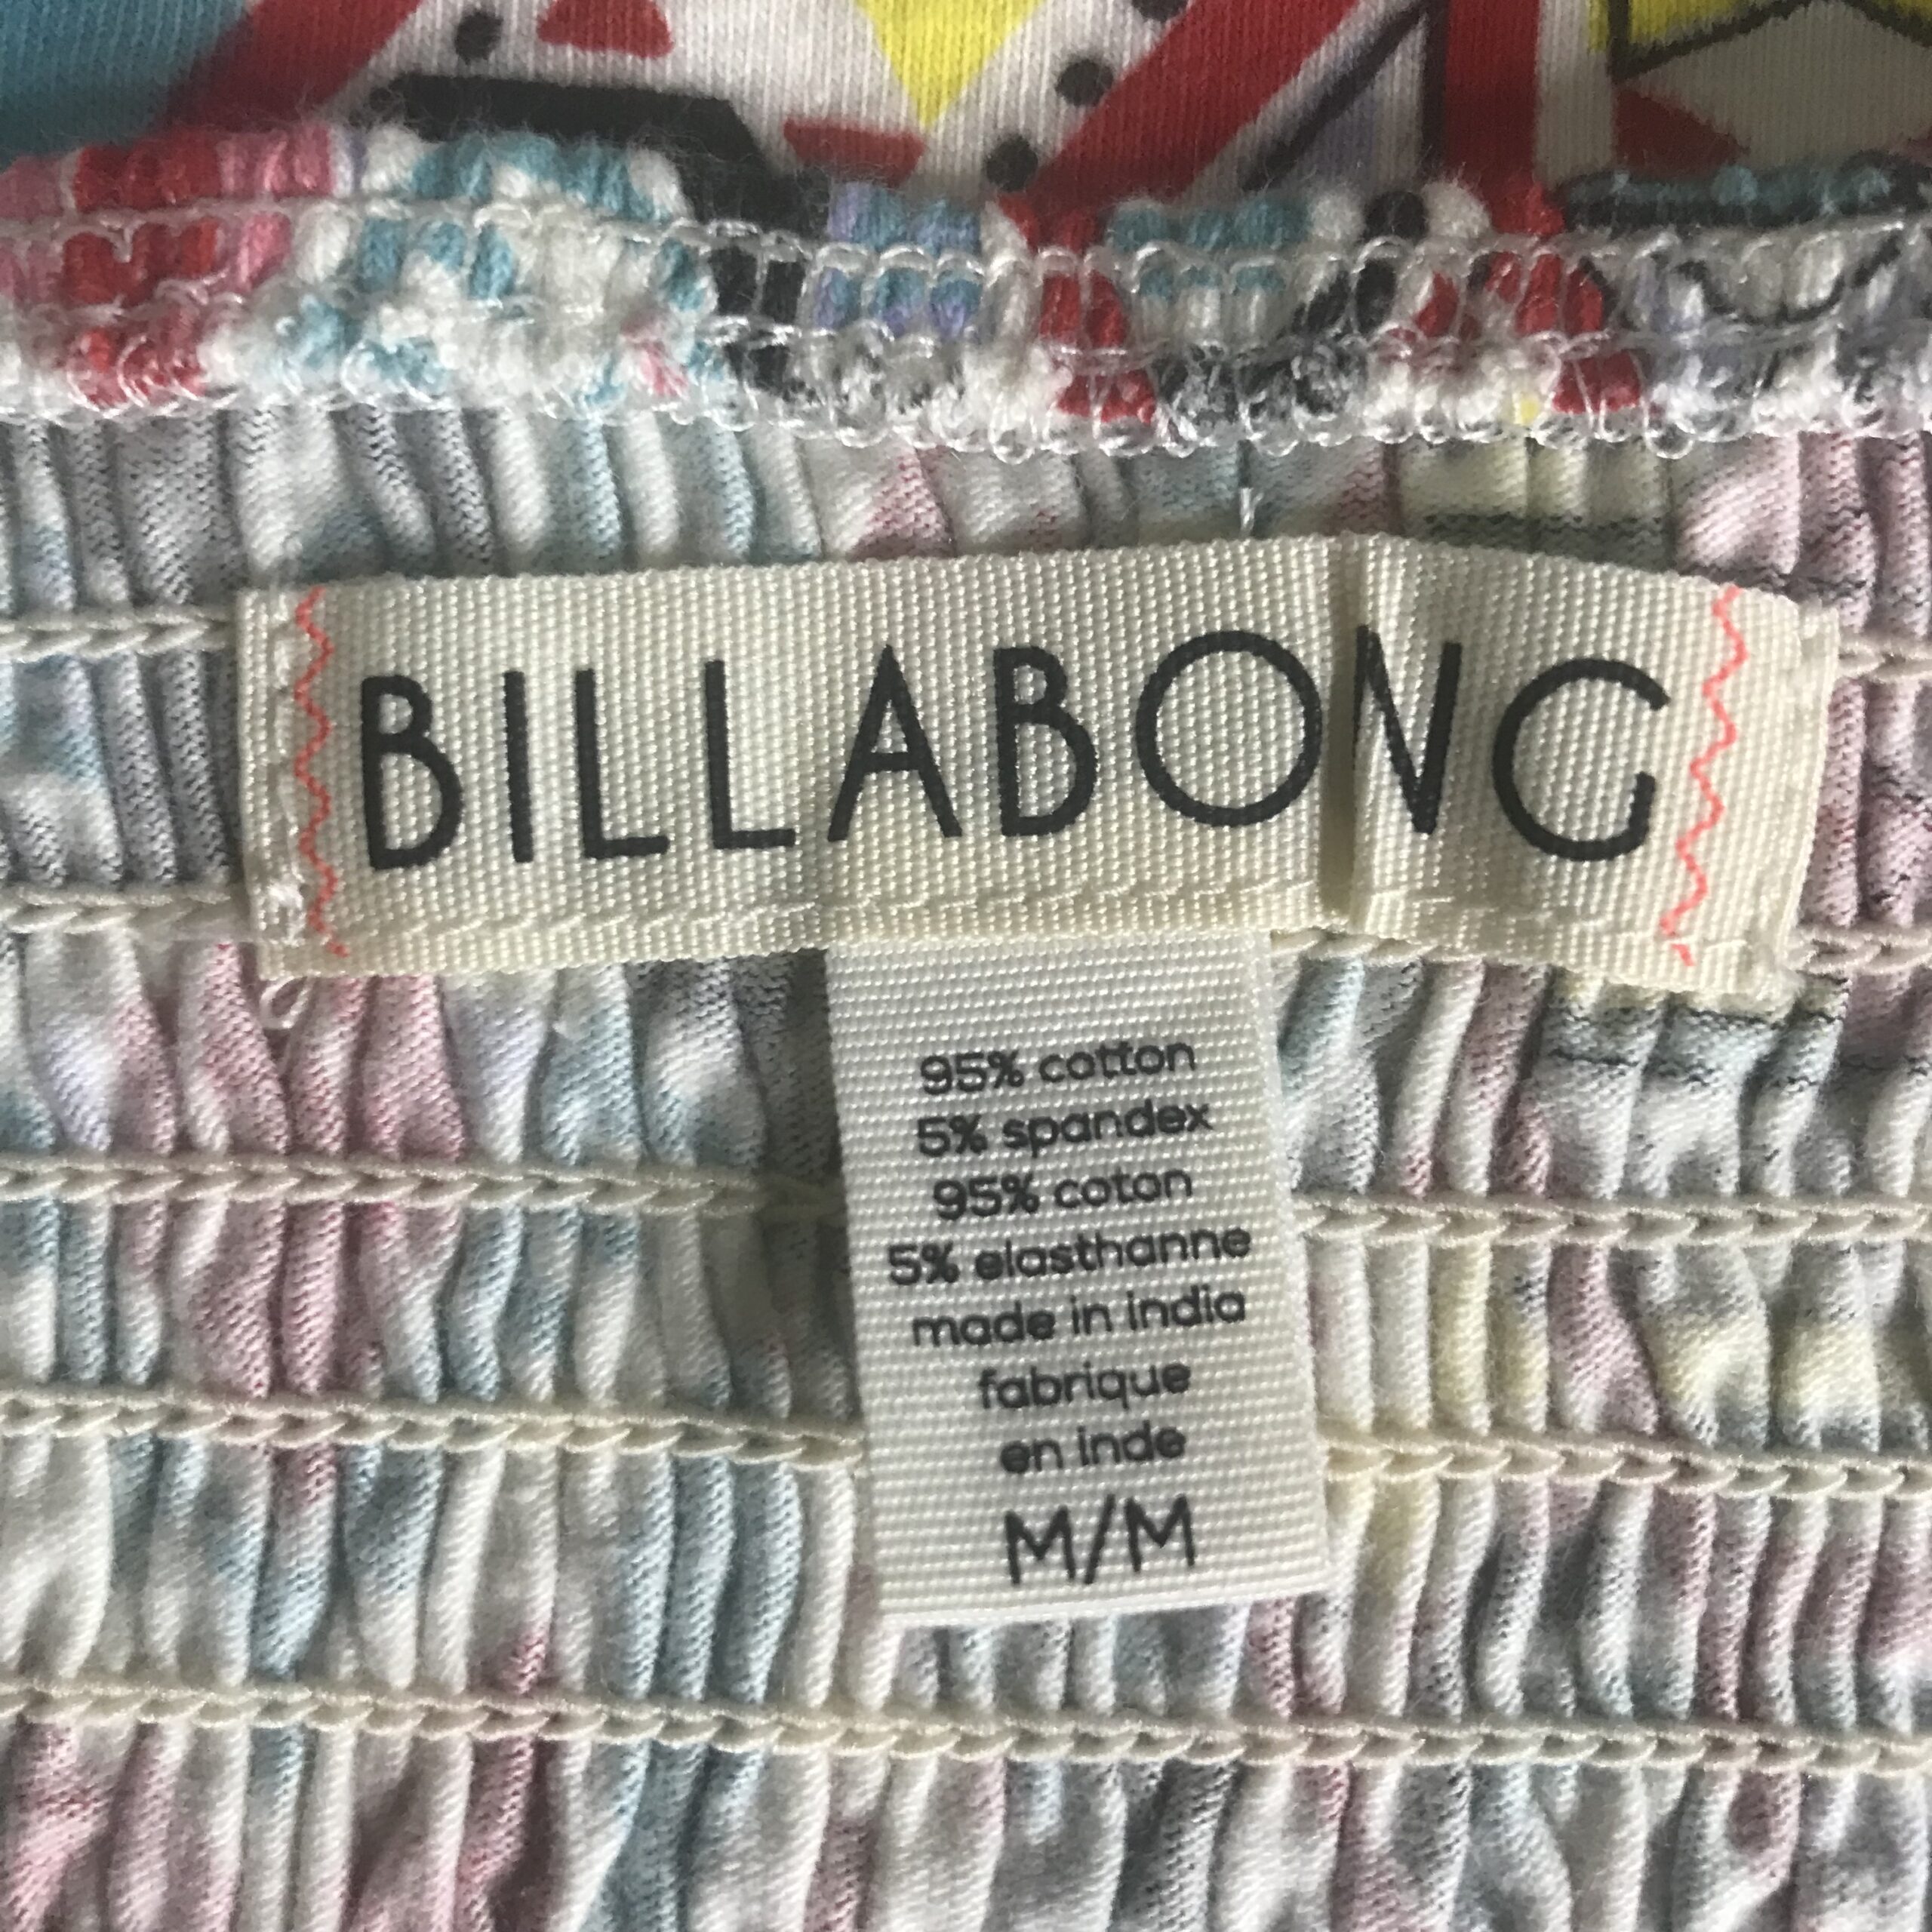 BILLABONG
95% cotton
5% spandex
95% coton
5% elasthanne
made in india
fabrique
en inde
M/M